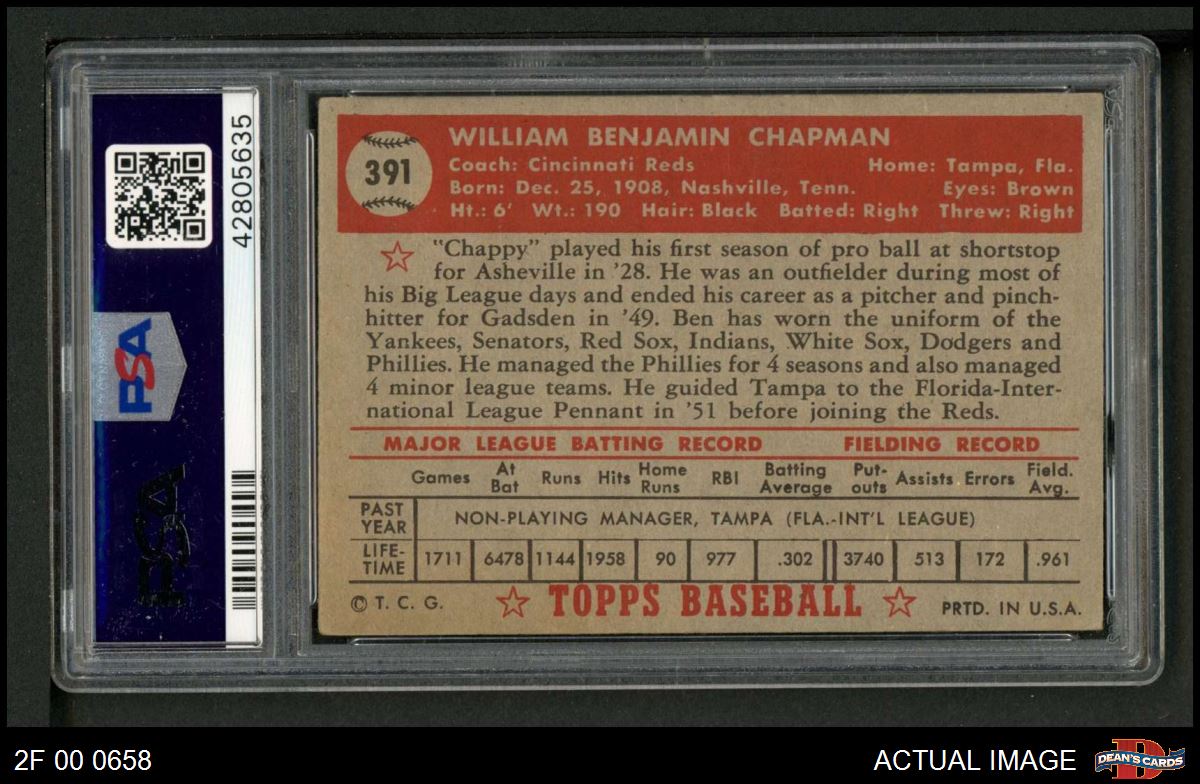 42805635
PSA
PSA
391
WILLIAM BENJAMIN CHAPMAN
Coach: Cincinnati Reds Home: Tampa, Fla.
Born: Dec. 25, 1908, Nashville, Tenn. Eyes: Brown
Ht.: 6' Wt.: 190 Hair: Black Batted: Right Threw: Right
"Chappy" played his first season of pro ball at shortstop
for Asheville in '28. He was an outfielder during most of
his Big League days and ended his career as a pitcher and pinch-
hitter for Gadsden in '49. Ben has worn the uniform of the
Yankees, Senators, Red Sox, Indians, White Sox, Dodgers and
Phillies. He managed the Phillies for 4 seasons and also managed
4 minor league teams. He guided Tampa to the Florida-Inter-
national League Pennant in '51 before joining the Reds.
MAJOR LEAGUE BATTING RECORD FIELDING RECORD
Games At Bat Runs Hits Home Runs RBI Batting Average Put-outs Assists Errors Field. Avg.
PAST YEAR NON-PLAYING MANAGER, TAMPA (FLA.-INT'L LEAGUE)
LIFE-TIME 1711 6478 1144 1958 90 977 .302 3740 513 172 .961
© T. C. G. TOPPS BASEBALL PRTD. IN U.S.A.
2F 00 0658 ACTUAL IMAGE
DEAN'S CARDS